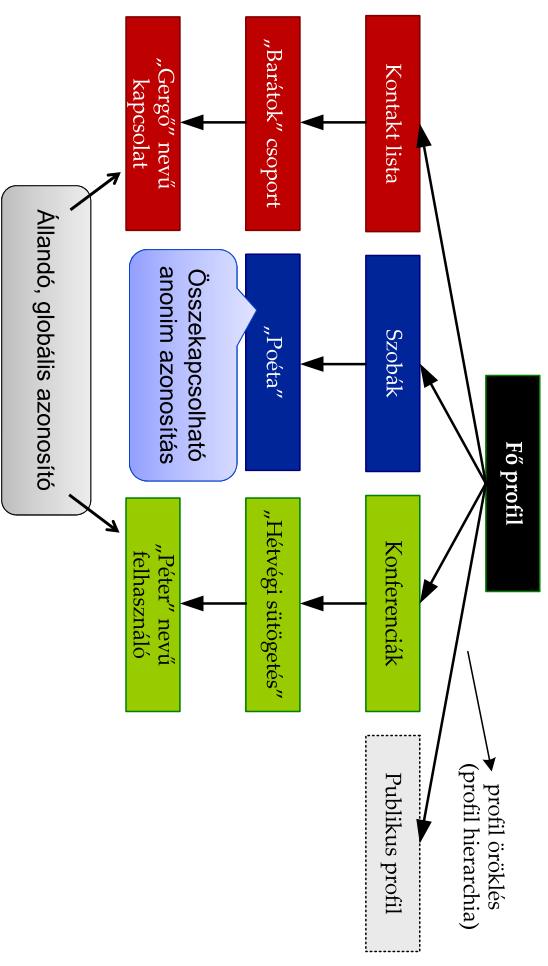 Fő profil
profil öröklés
(profil hierarchia)
Kontakt lista
Szobák
Konferenciák
Publikus profil
„Barátok” csoport
„Poéta”
„Hétvégi sütögetés”
„Gergő” nevű
kapcsolat
Összekapcsolható
anonim azonosítás
„Péter” nevű
felhasználó
Állandó, globális azonosító